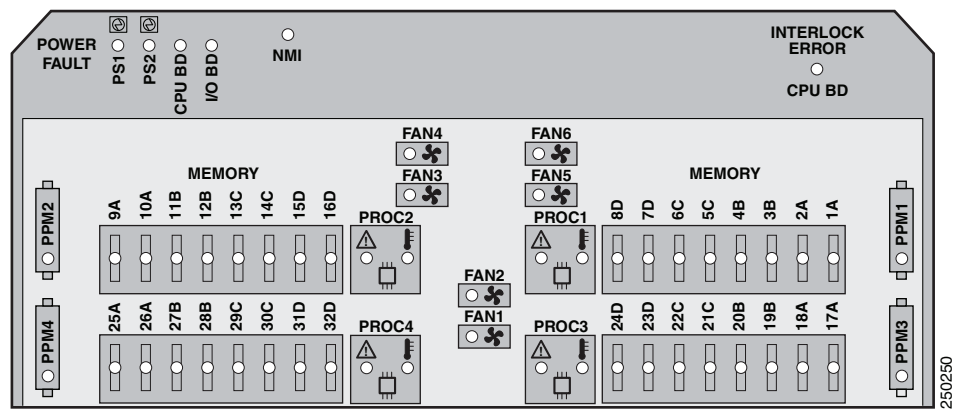 POWER FAULT
PS1
PS2
CPU BD
I/O BD
NMI
INTERLOCK
ERROR
CPU BD
FAN4
FAN6
FAN3
FAN5
MEMORY
MEMORY
PPM2
9A 10A 11B 12B 13C 14C 15D 16D
PROC2
PROC1
8D 7D 6C 5C 4B 3B 2A 1A
PPM1
FAN2
FAN1
PPM4
25A 26A 27B 28B 29C 30C 31D 32D
PROC4
PROC3
24D 23D 22C 21C 20B 19B 18A 17A
PPM3
250250